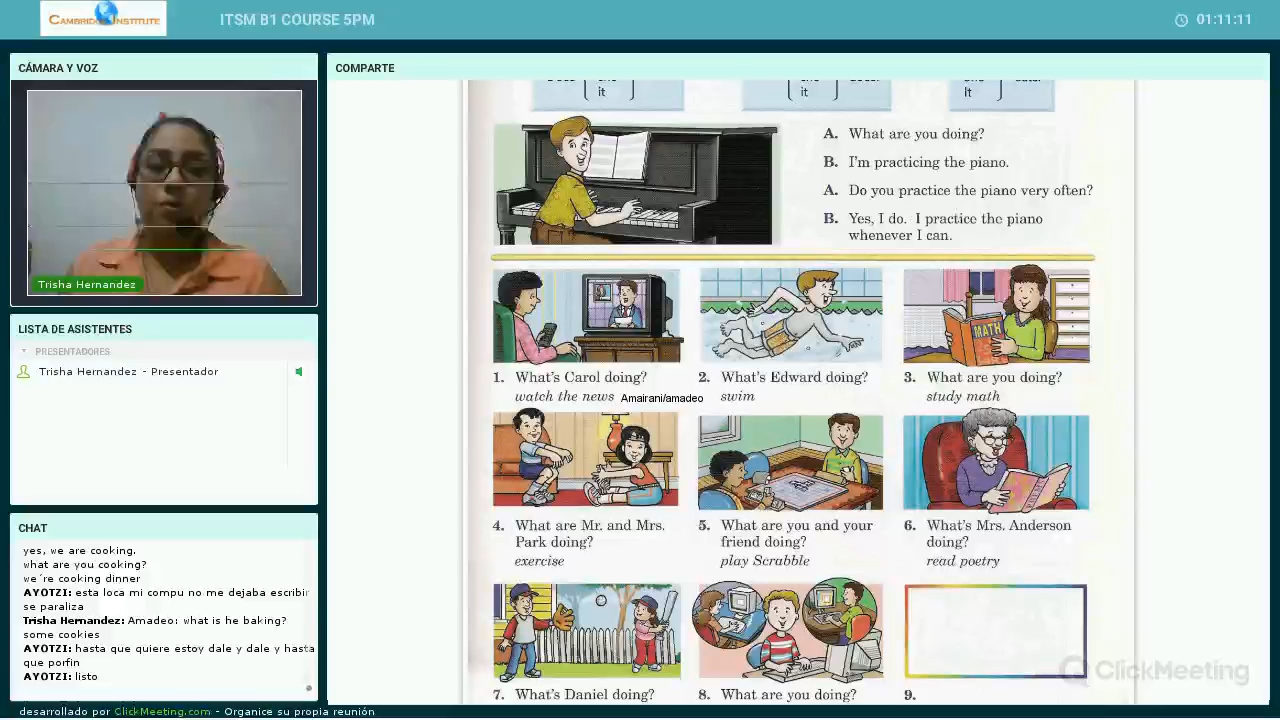 CAMBRIDGE INSTITUTE
ITSM B1 COURSE 5PM
01:11:11
CÁMARA Y VOZ
Trisha Hernandez
LISTA DE ASISTENTES
PRESENTADORES
Trisha Hernandez - Presentador
CHAT
yes, we are cooking.
what are you cooking?
we´re cooking dinner
AYOTZI: esta loca mi compu no me dejaba escribir
se paraliza
Trisha Hernandez: Amadeo: what is he baking?
some cookies
AYOTZI: hasta que quiere estoy dale y dale y hasta
que porfin
AYOTZI: listo
COMPARTE
it
it
it
A. What are you doing?
B. I'm practicing the piano.
A. Do you practice the piano very often?
B. Yes, I do. I practice the piano
whenever I can.
MATH
1. What's Carol doing?
watch the news Amairani/amadeo
2. What's Edward doing?
swim
3. What are you doing?
study math
4. What are Mr. and Mrs.
Park doing?
exercise
5. What are you and your
friend doing?
play Scrabble
6. What's Mrs. Anderson
doing?
read poetry
7. What's Daniel doing?
8. What are you doing?
9.
ClickMeeting
desarrollado por ClickMeeting.com - Organice su propia reunión